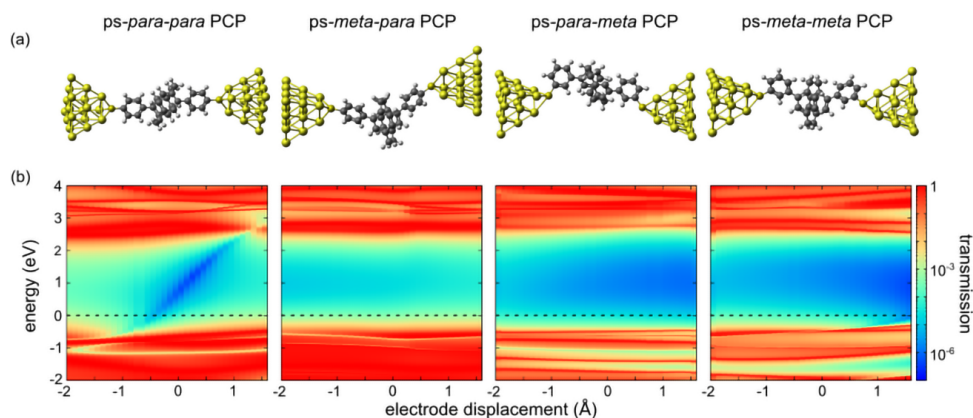 ps-para-para PCP
ps-meta-para PCP
ps-para-meta PCP
ps-meta-meta PCP
(a)
(b)
energy (eV)
4
3
2
1
0
-1
-2
-2 -1 0 1
-2 -1 0 1
-2 -1 0 1
-2 -1 0 1
electrode displacement (Å)
1
10⁻³
10⁻⁶
transmission